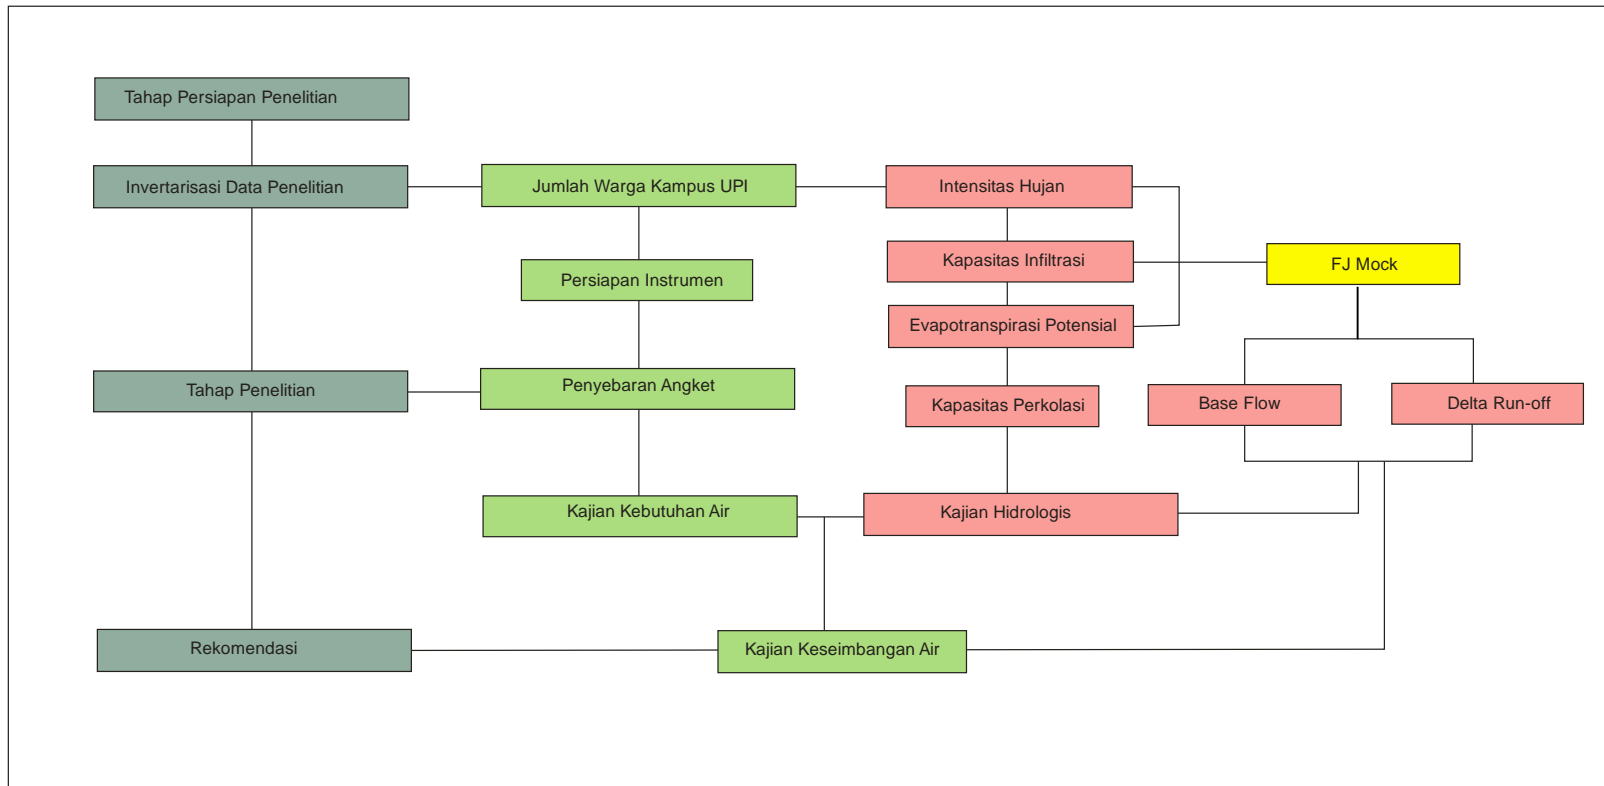 Tahap Persiapan Penelitian
Invertarisasi Data Penelitian
Jumlah Warga Kampus UPI
Intensitas Hujan
Kapasitas Infiltrasi
FJ Mock
Persiapan Instrumen
Evapotranspirasi Potensial
Tahap Penelitian
Penyebaran Angket
Kapasitas Perkolasi
Base Flow
Delta Run-off
Kajian Kebutuhan Air
Kajian Hidrologis
Rekomendasi
Kajian Keseimbangan Air